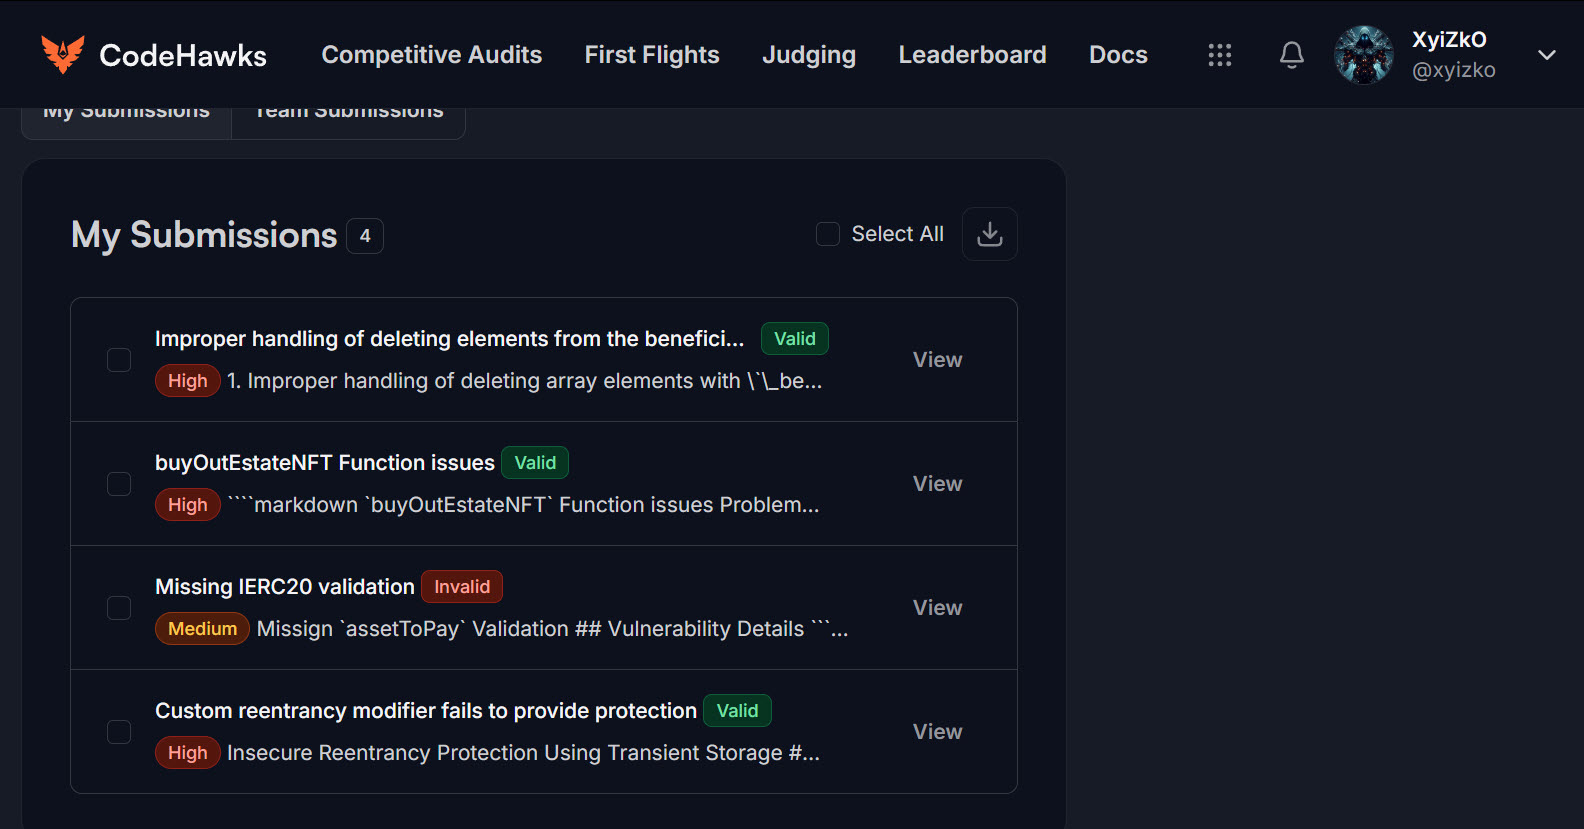 CodeHawks
Competitive Audits
First Flights
Judging
Leaderboard
Docs
XyiZkO
@xyizko
My Submissions
Team Submissions
My Submissions 4
Select All
Improper handling of deleting elements from the benefici... Valid
High 1. Improper handling of deleting array elements with \`\_be...
View
buyOutEstateNFT Function issues Valid
High ````markdown `buyOutEstateNFT` Function issues Problem...
View
Missing IERC20 validation Invalid
Medium Missign `assetToPay` Validation ## Vulnerability Details ```...
View
Custom reentrancy modifier fails to provide protection Valid
High Insecure Reentrancy Protection Using Transient Storage #...
View